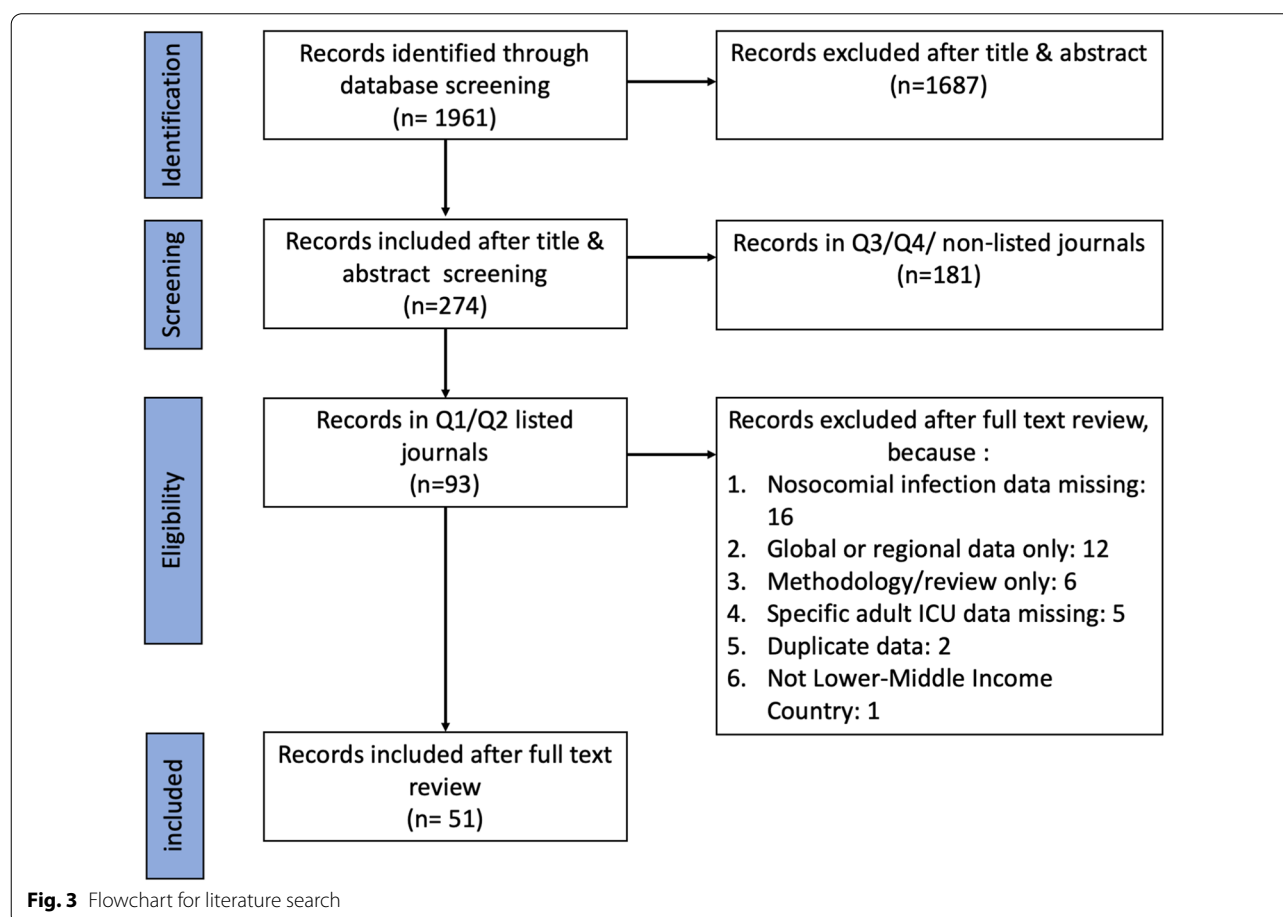 Identification
Records identified through
database screening
(n= 1961)
Records excluded after title & abstract
(n=1687)
Screening
Records included after title &
abstract screening
(n=274)
Records in Q3/Q4/ non-listed journals
(n=181)
Eligibility
Records in Q1/Q2 listed
journals
(n=93)
Records excluded after full text review,
because :
1. Nosocomial infection data missing:
16
2. Global or regional data only: 12
3. Methodology/review only: 6
4. Specific adult ICU data missing: 5
5. Duplicate data: 2
6. Not Lower-Middle Income
Country: 1
included
Records included after full text
review
(n= 51)
Fig. 3 Flowchart for literature search